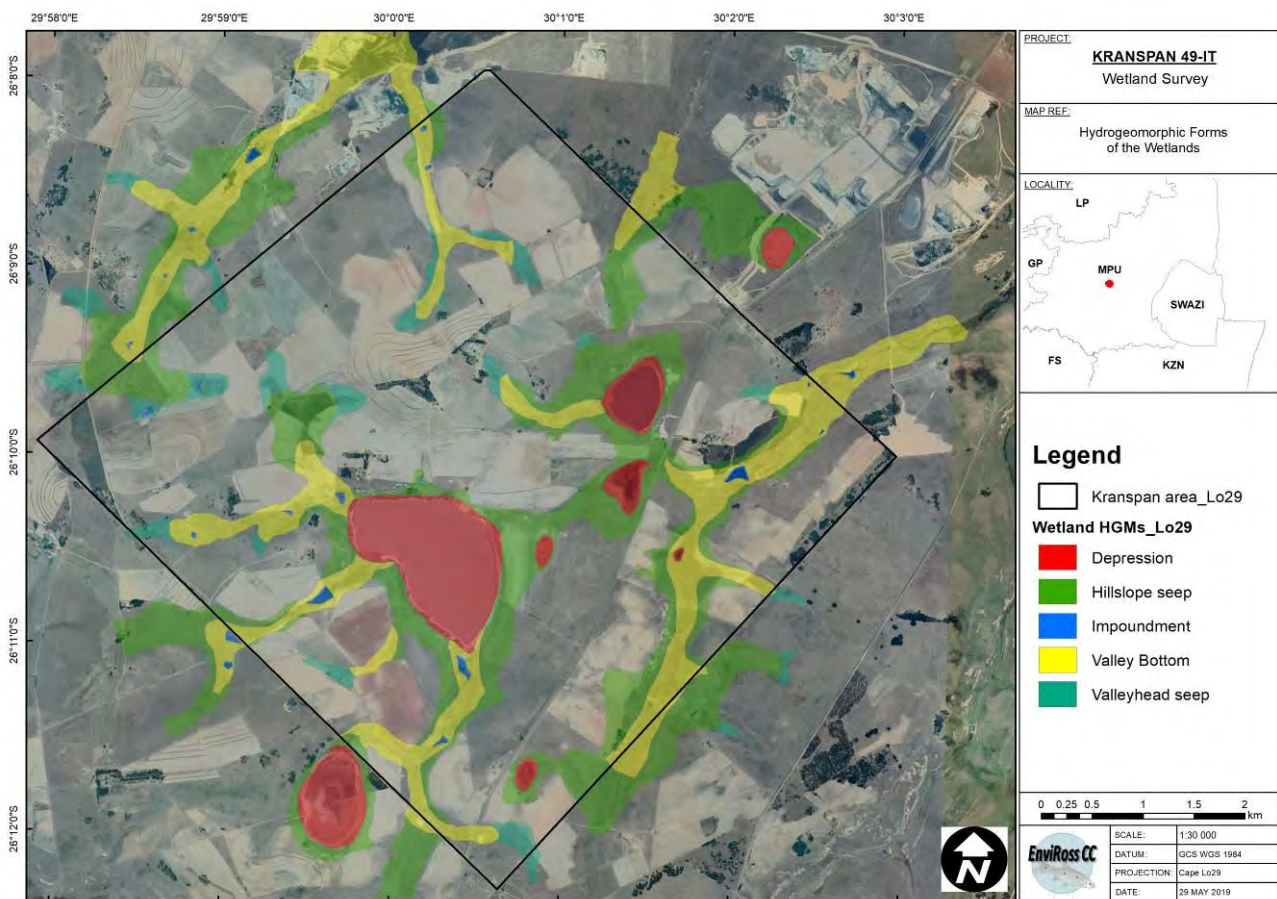 29°58'0"E 29°59'0"E 30°0'0"E 30°1'0"E 30°2'0"E 30°3'0"E
26°8'0"S
26°9'0"S
26°10'0"S
26°11'0"S
26°12'0"S
N
PROJECT:
KRANSPAN 49-IT
Wetland Survey
MAP REF:
Hydrogeomorphic Forms
of the Wetlands
LOCALITY:
LP
GP
MPU
SWAZI
FS
KZN
Legend
Kranspan area_Lo29
Wetland HGMs_Lo29
Depression
Hillslope seep
Impoundment
Valley Bottom
Valleyhead seep
0 0.25 0.5 1 1.5 2
km
EnviRoss CC
SCALE: 1:30 000
DATUM: GCS WGS 1984
PROJECTION: Cape Lo29
DATE: 29 MAY 2019